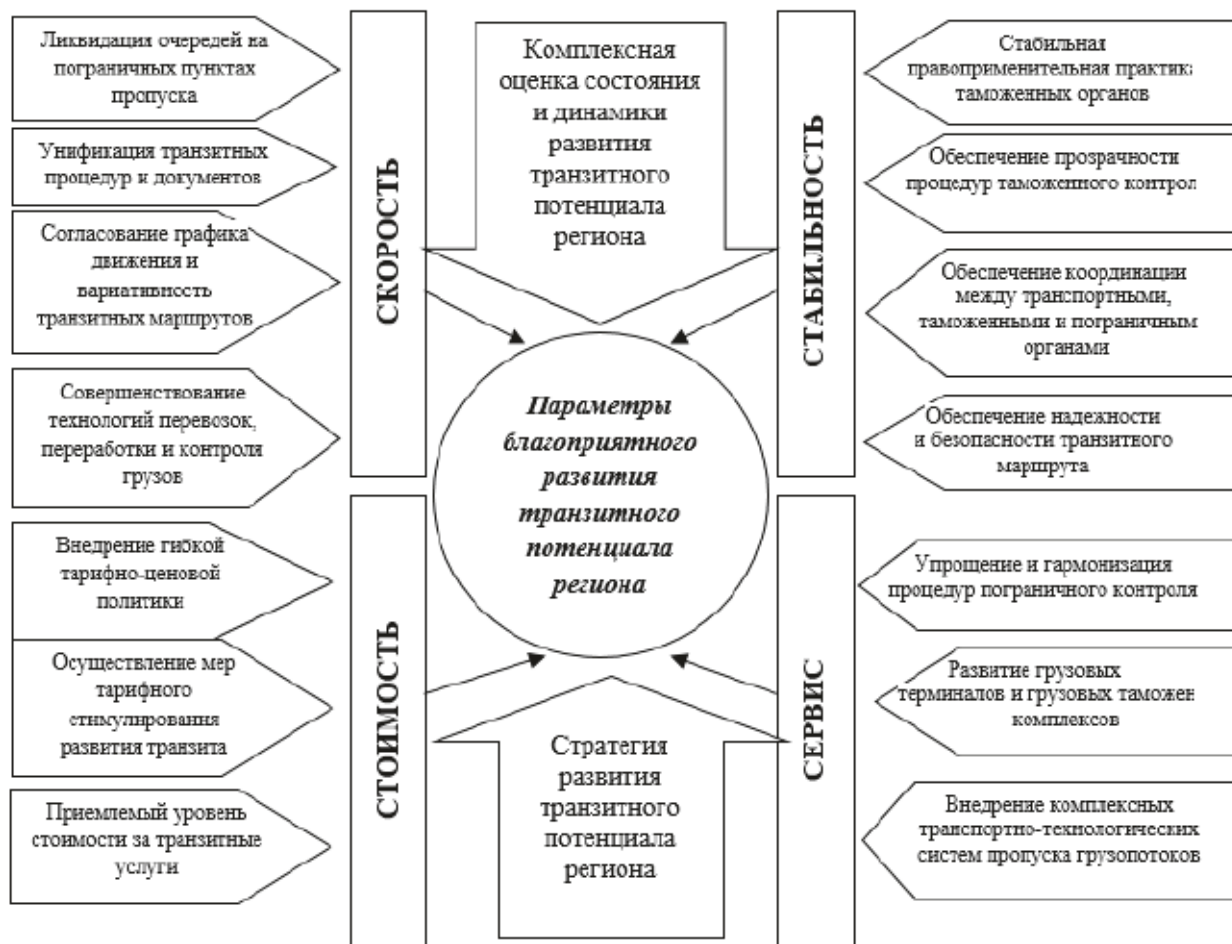 Ликвидация очередей на
пограничных пунктах
пропуска
Унификация транзитных
процедур и документов
Согласование графика
движения и
вариативность
транзитных маршрутов
Совершенствование
технологий перевозок,
переработки и контроля
грузов
Внедрение гибкой
тарифно-ценовой
политики
Осуществление мер
тарифного
стимулирования
развития транзита
Приемлемый уровень
стоимости за транзитные
услуги
СКОРОСТЬ
СТОИМОСТЬ
Комплексная
оценка состояния
и динамики
развития
транзитного
потенциала
региона
Параметры
благоприятного
развития
транзитного
потенциала
региона
Стратегия
развития
транзитного
потенциала
региона
СТАБИЛЬНОСТЬ
СЕРВИС
Стабильная
правоприменительная практика
таможенных органов
Обеспечение прозрачности
процедур таможенного контрол
Обеспечение координации
между транспортными,
таможенными и пограничным
органами
Обеспечение надежности
и безопасности транзитного
маршрута
Упрощение и гармонизация
процедур пограничного контроля
Развитие грузовых
терминалов и грузовых таможен
комплексов
Внедрение комплексных
транспортно-технологических
систем пропуска грузопотоков